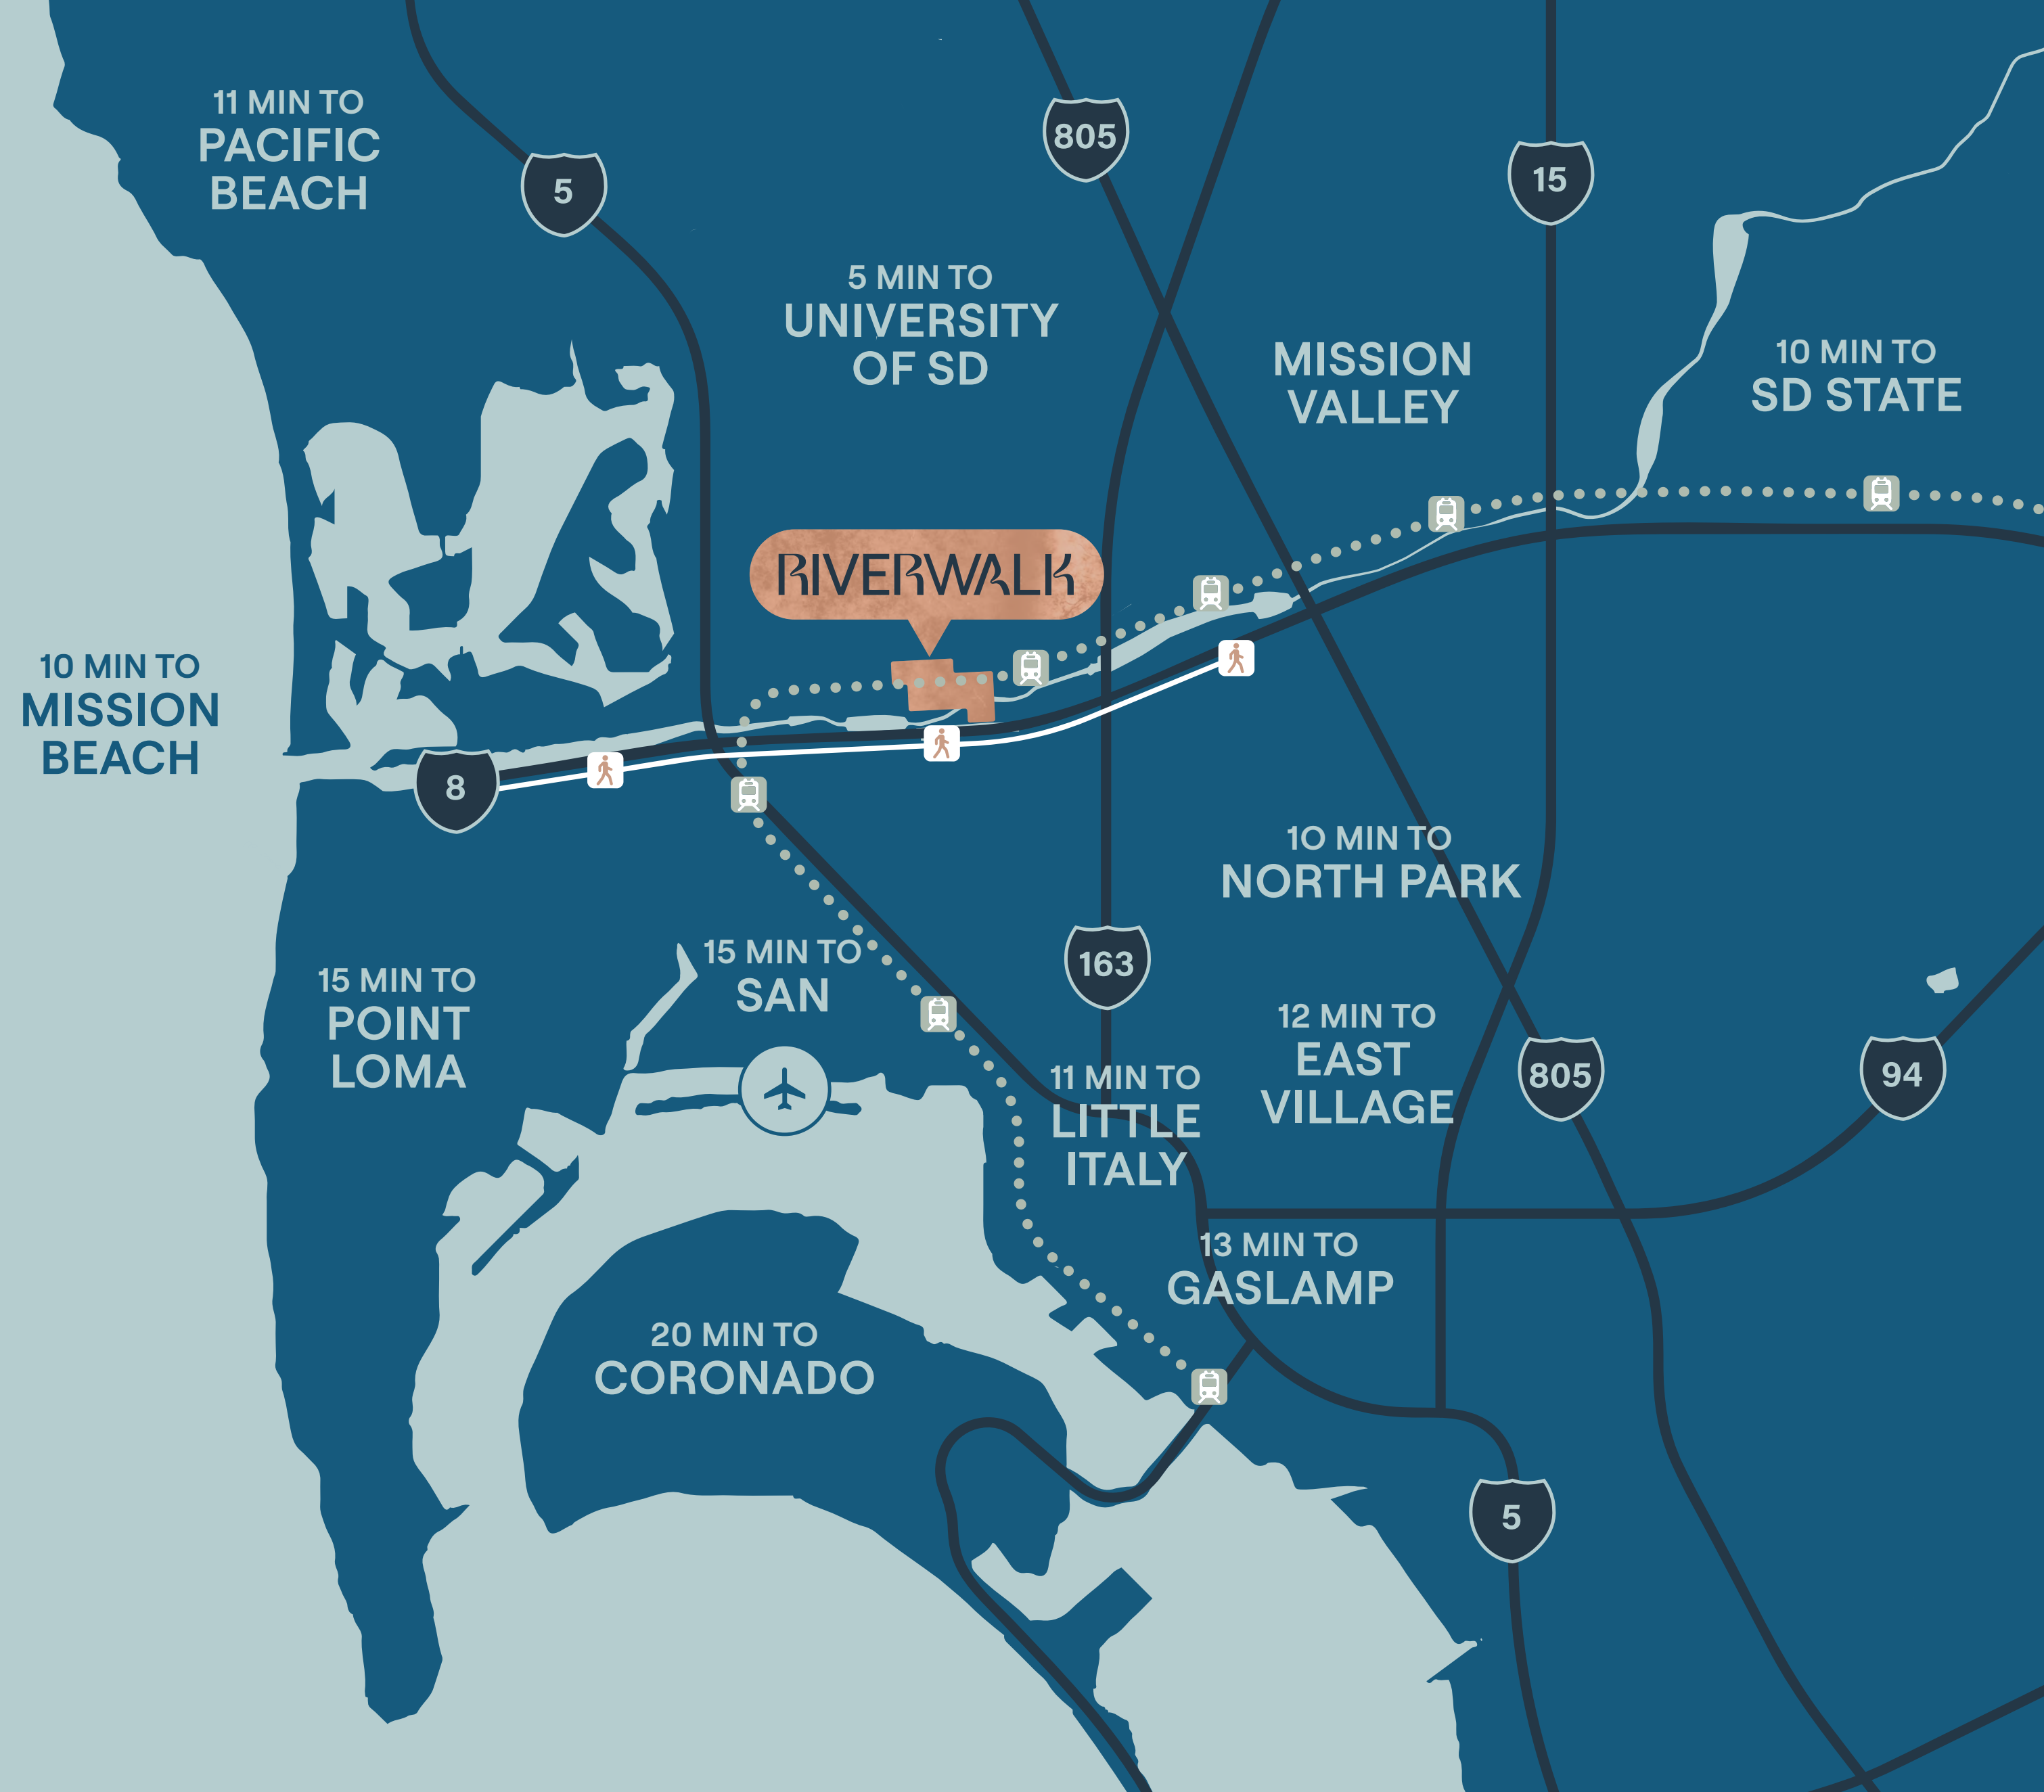 11 MIN TO
PACIFIC
BEACH
5
805
15
5 MIN TO
UNIVERSITY
OF SD
MISSION
VALLEY
10 MIN TO
SD STATE
RIVERWALK
10 MIN TO
MISSION
BEACH
8
10 MIN TO
NORTH PARK
15 MIN TO
POINT
LOMA
15 MIN TO
SAN
163
12 MIN TO
EAST
VILLAGE
805
94
11 MIN TO
LITTLE
ITALY
13 MIN TO
GASLAMP
20 MIN TO
CORONADO
5